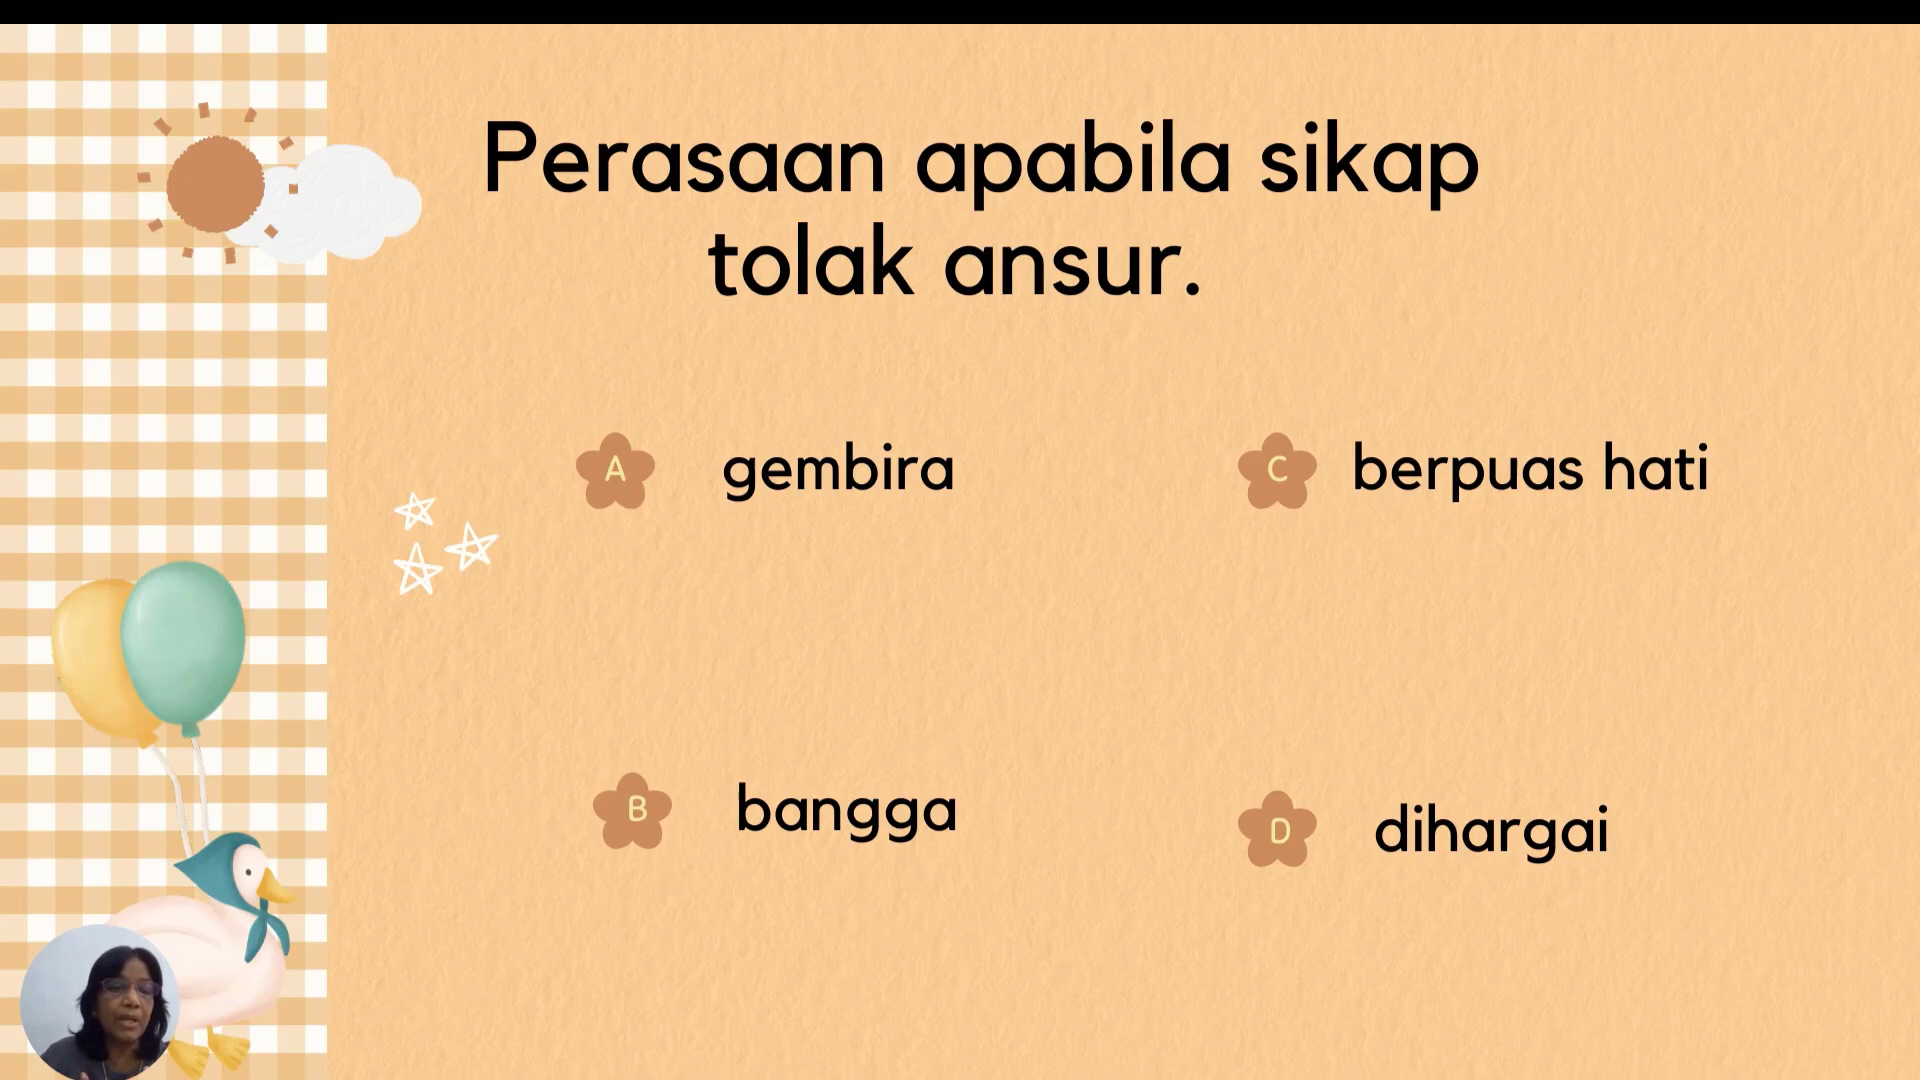 Perasaan apabila sikap
tolak ansur.
A gembira
C berpuas hati
B bangga
D dihargai